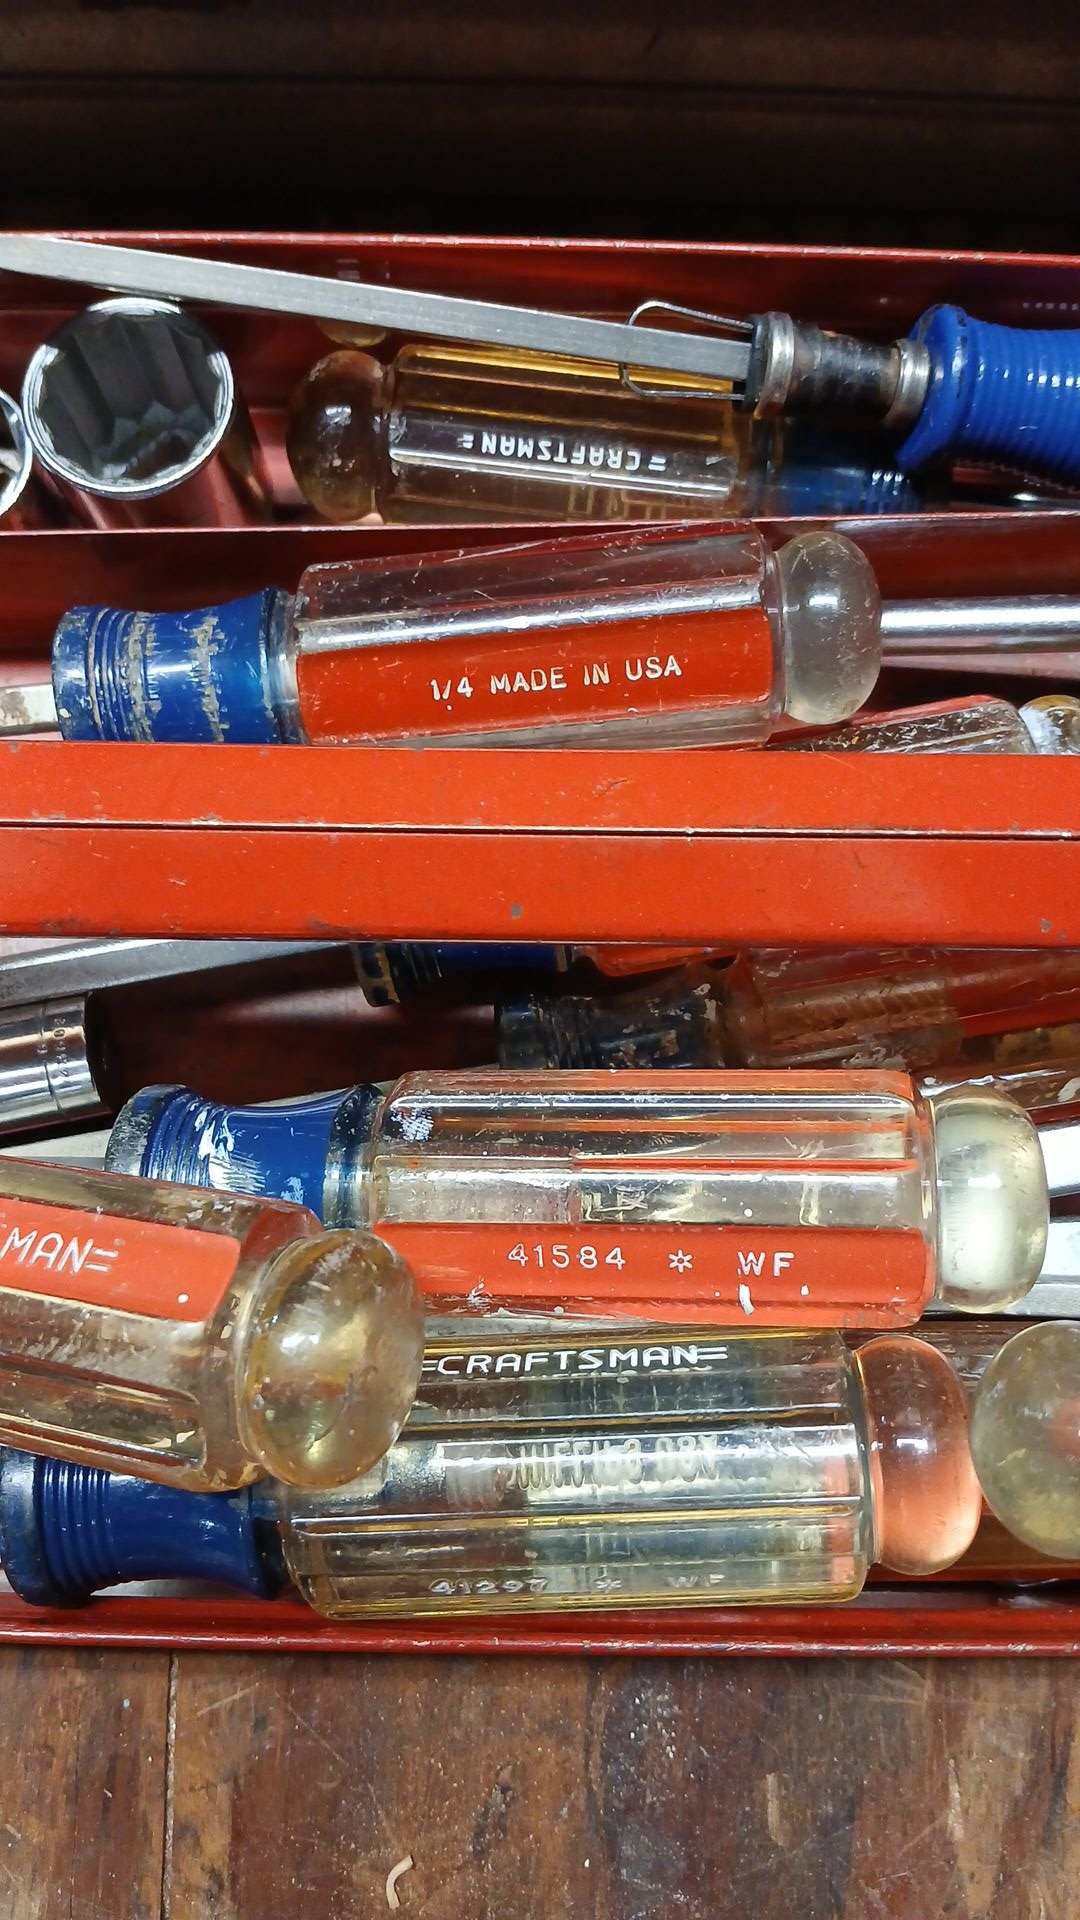 =CRAFTSMAN=
1/4 MADE IN USA
41584 * WF
MAN=
=CRAFTSMAN=
41297 * WF